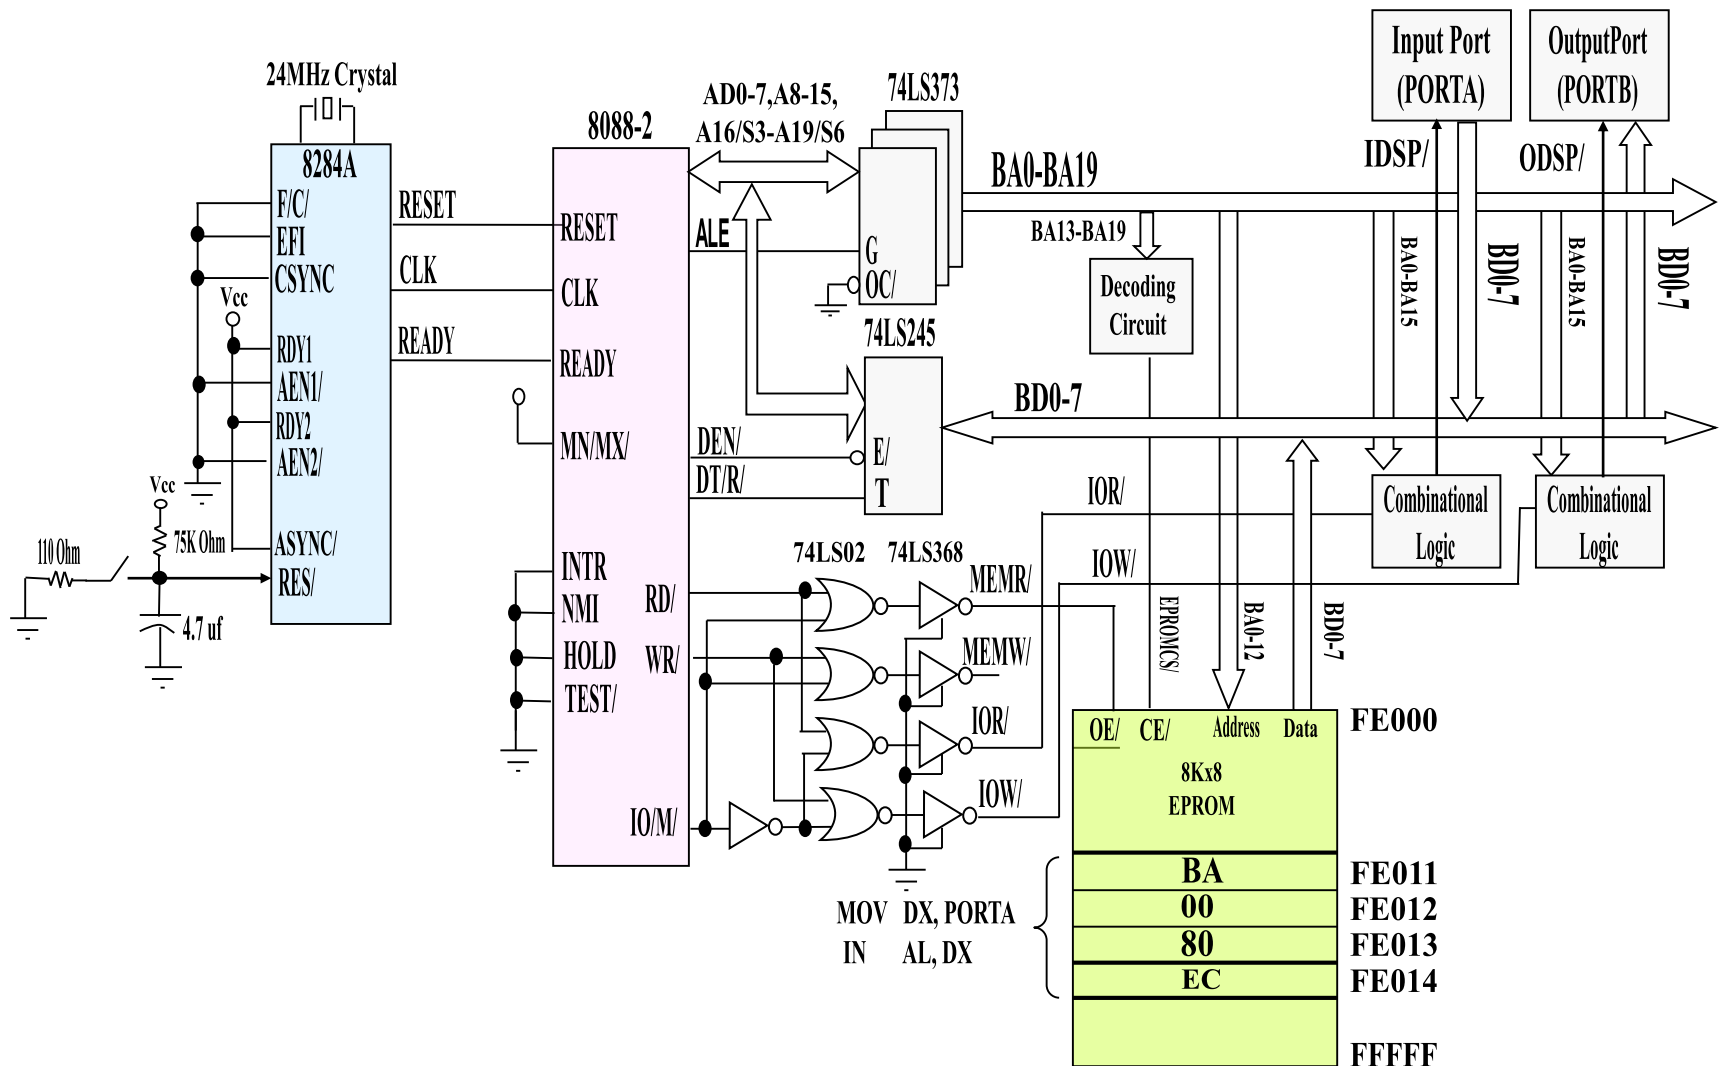 24MHz Crystal
8284A
F/C/
EFI
CSYNC
Vcc
RDY1
AEN1/
RDY2
AEN2/
Vcc
75K Ohm
110 Ohm
ASYNC/
RES/
4.7 uf
RESET
CLK
READY
8088-2
RESET
CLK
READY
MN/MX/
INTR
NMI
HOLD
TEST/
RD/
WR/
IO/M/
AD0-7,A8-15,
A16/S3-A19/S6
ALE
DEN/
DT/R/
74LS373
G
OC/
74LS245
E/
T
74LS02
74LS368
MEMR/
MEMW/
IOR/
IOW/
BA0-BA19
BA13-BA19
Decoding
Circuit
BD0-7
IOR/
IOW/
EPROMCS/
BA0-12
BD0-7
Input Port
(PORTA)
OutputPort
(PORTB)
IDSP/
ODSP/
BA0-BA15
BD0-7
BA0-BA15
BD0-7
Combinational
Logic
Combinational
Logic
OE/
CE/
Address
Data
8Kx8
EPROM
FE000
BA
FE011
00
FE012
80
FE013
EC
FE014
FFFFF
MOV DX, PORTA
IN AL, DX